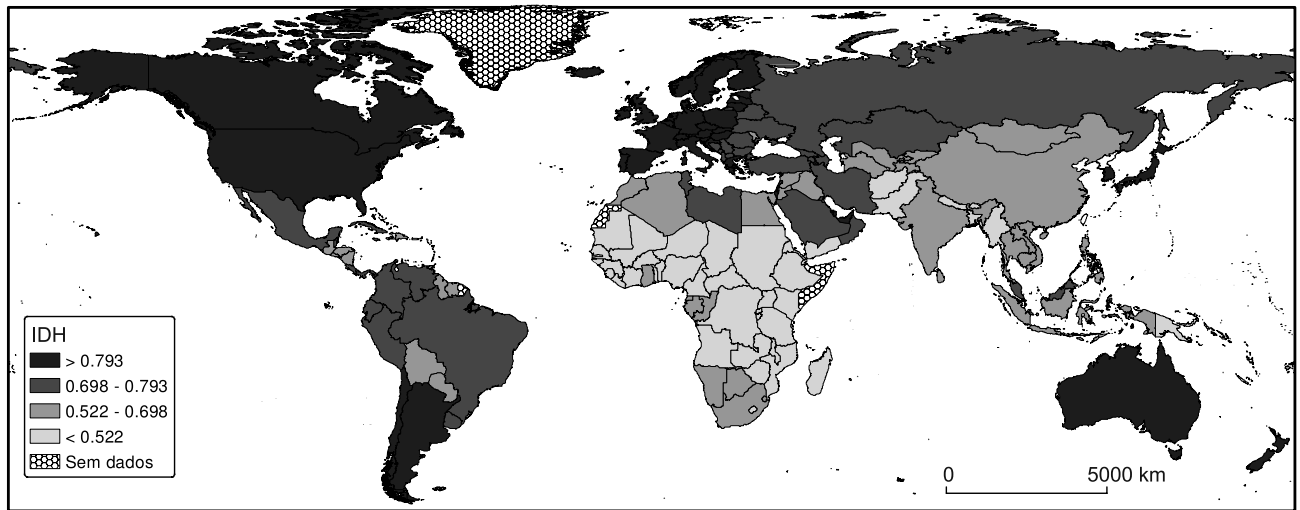 IDH
> 0.793
0.698 - 0.793
0.522 - 0.698
< 0.522
Sem dados
0 5000 km